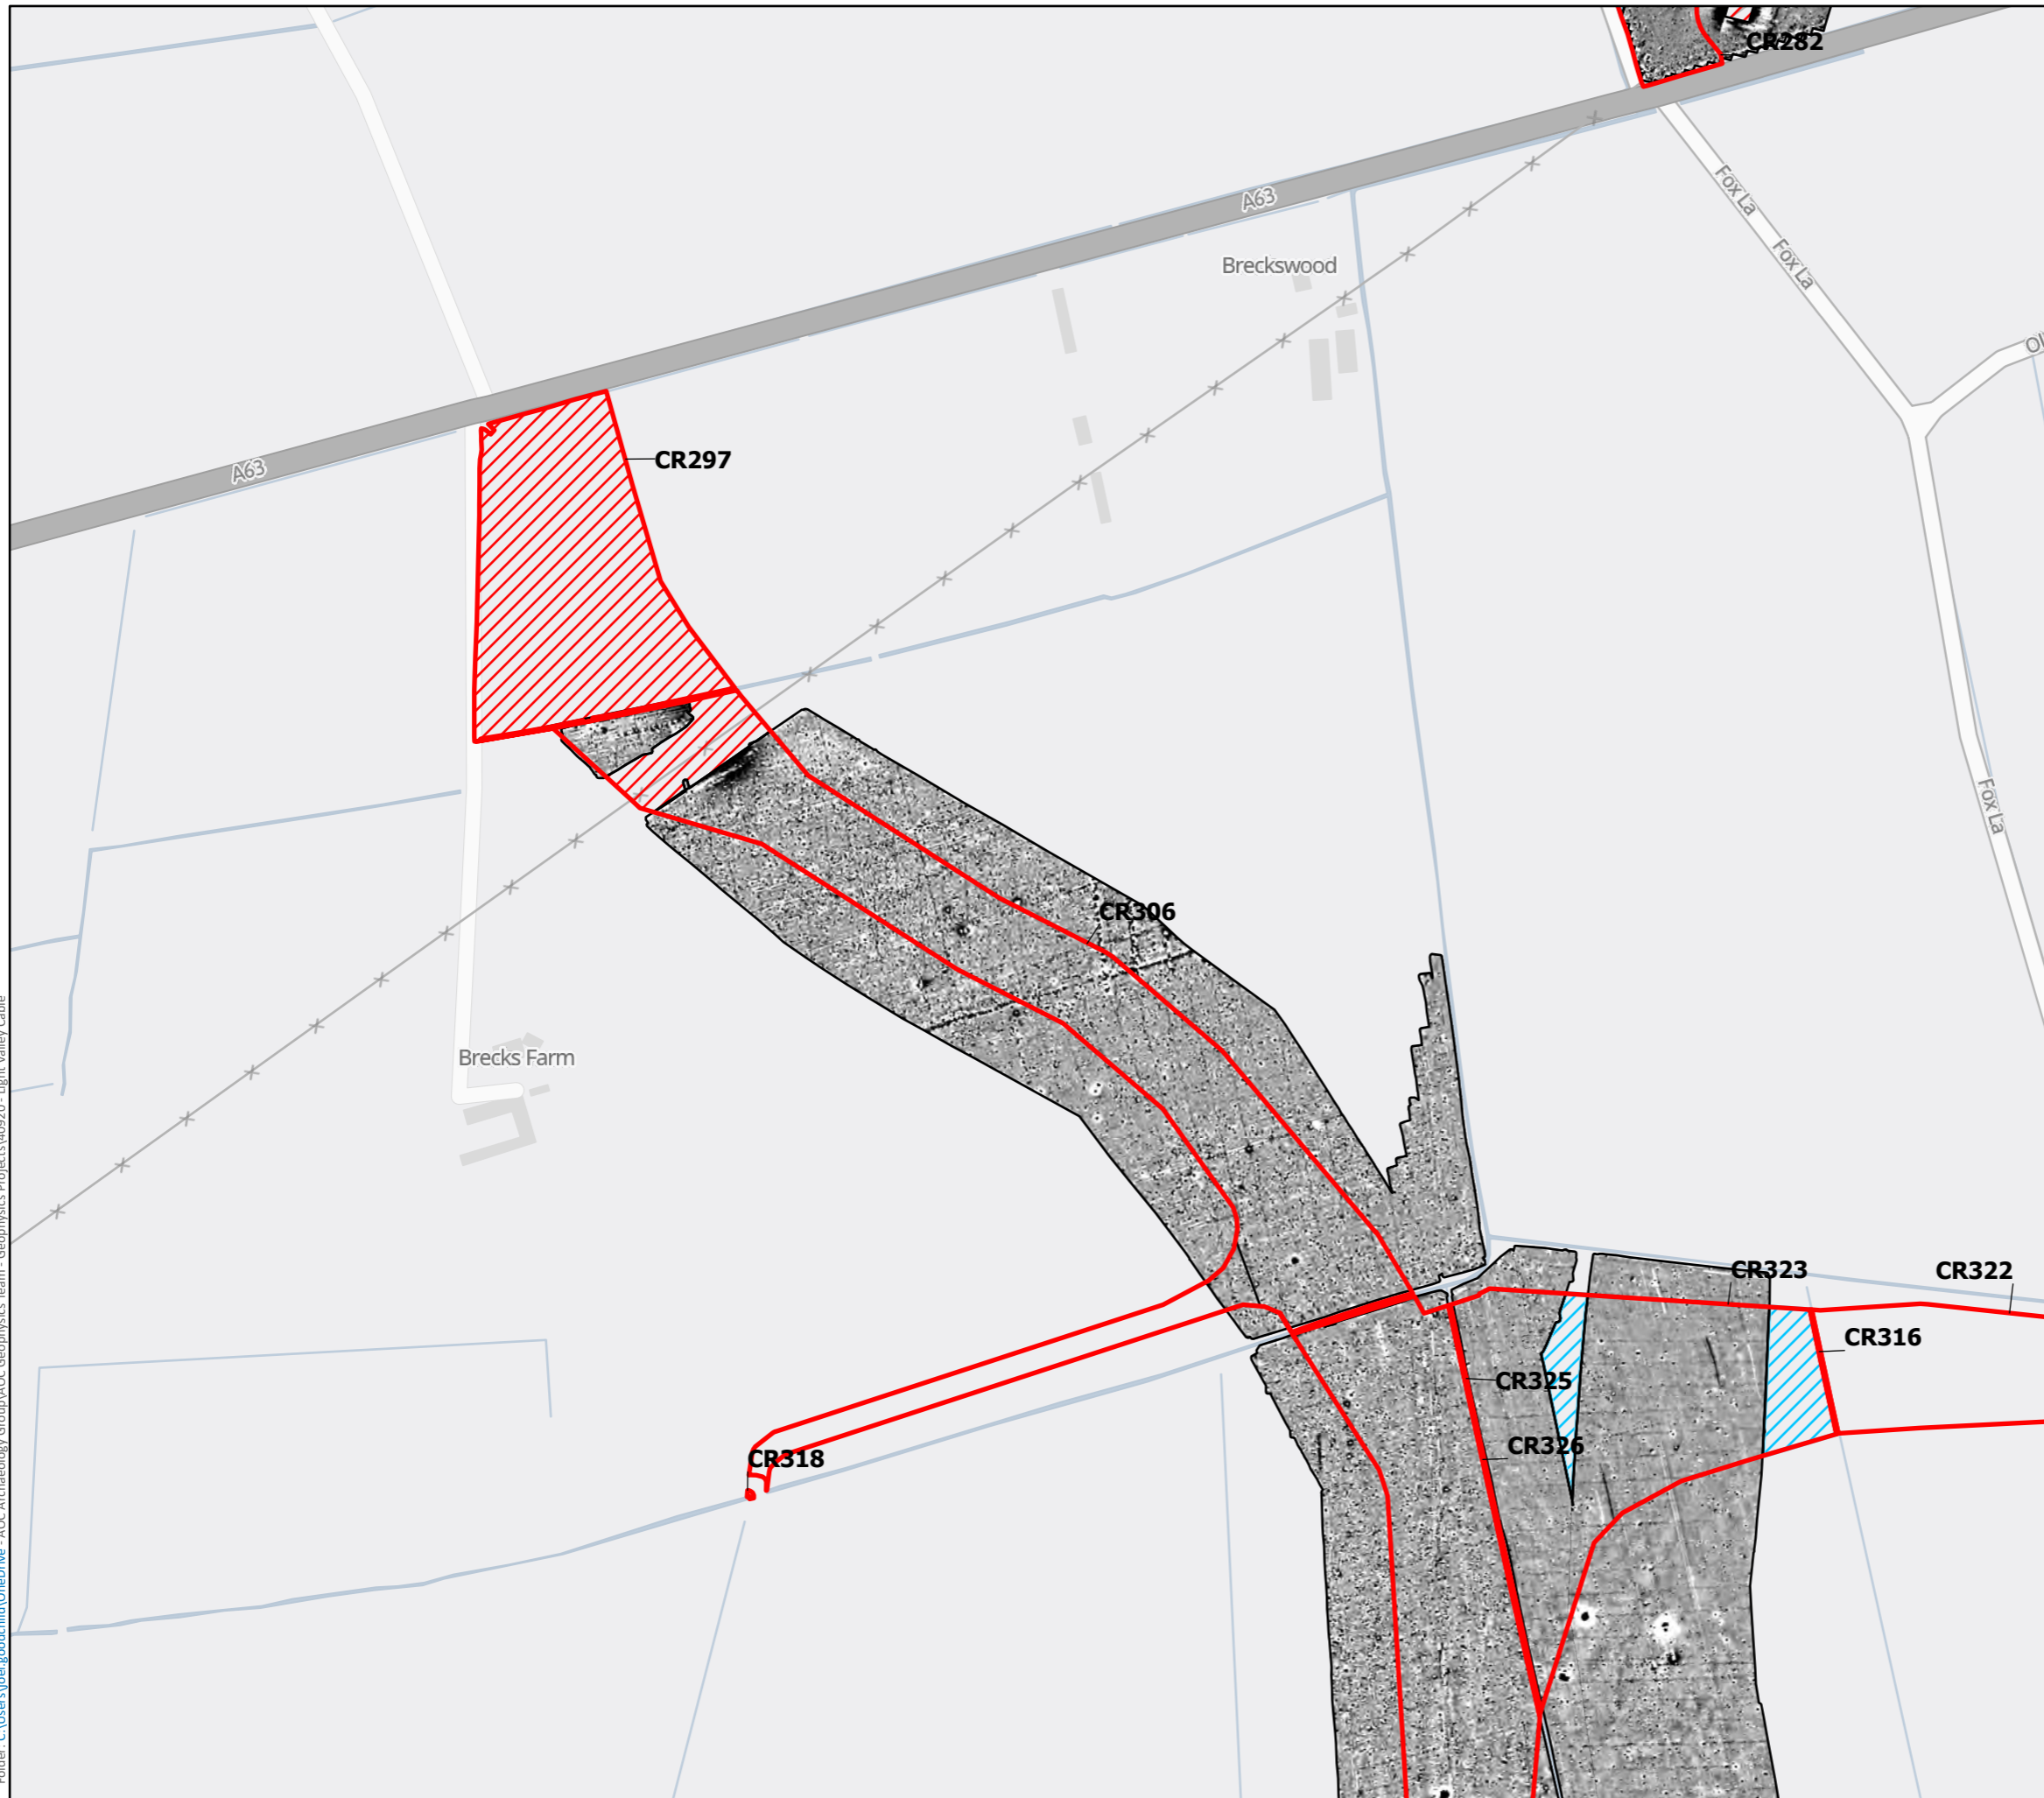 CR282
A63
Fox La
Breckswood
Fox La
CR297
A63
Fox La
CR306
Brecks Farm
CR323
CR322
CR316
CR325
CR326
CR318